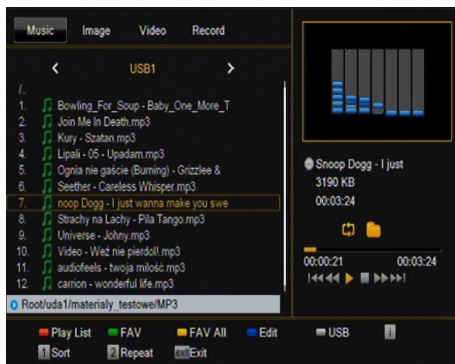 Music Image Video Record
< USB1 >
/..
1. Bowling_For_Soup - Baby_One_More_T
2. Join Me In Death.mp3
3. Kury - Szatan.mp3
4. Lipali - 05 - Upadam.mp3
5. Ognia nie gaście (Burning) - Grizzlee &
6. Seether - Careless Whisper.mp3
7. noop Dogg - I just wanna make you swe
8. Strachy na Lachy - Pila Tango.mp3
9. Universe - Johny.mp3
10. Video - Weź nie pierdol!.mp3
11. audiofeels - twoja miłość.mp3
12. carrion - wonderful life.mp3
Root/uda1/materialy_testowe/MP3
Snoop Dogg - I just
3190 KB
00:03:24
00:00:21 00:03:24
Play List FAV FAV All Edit USB i
1 Sort 2 Repeat exit Exit